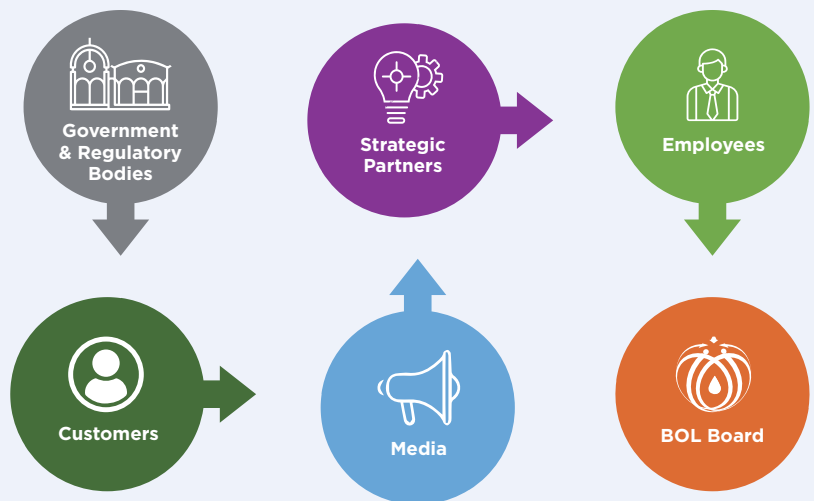 Government
& Regulatory
Bodies
Strategic
Partners
Employees
Customers
Media
BOL Board